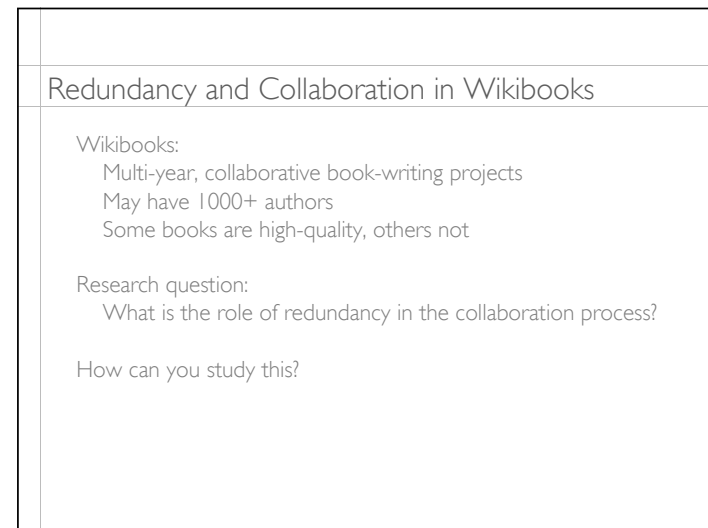 Redundancy and Collaboration in Wikibooks
Wikibooks:
Multi-year, collaborative book-writing projects
May have 1000+ authors
Some books are high-quality, others not
Research question:
What is the role of redundancy in the collaboration process?
How can you study this?